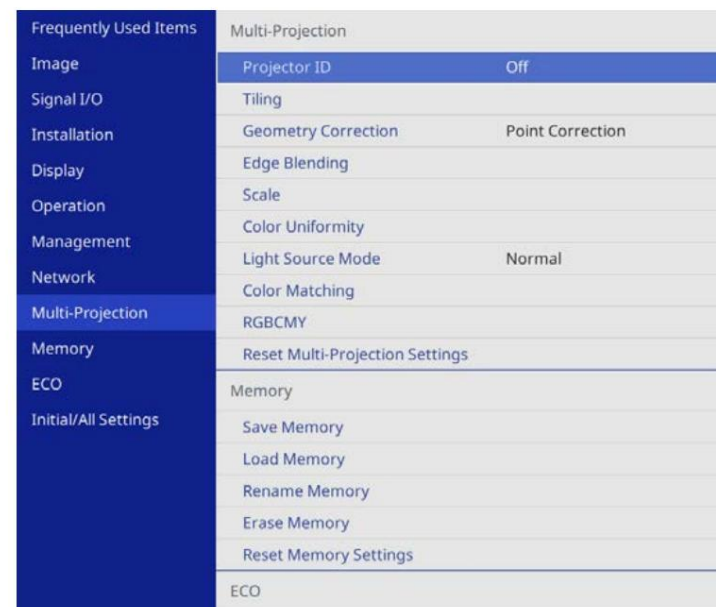 Frequently Used Items
Image
Signal I/O
Installation
Display
Operation
Management
Network
Multi-Projection
Memory
ECO
Initial/All Settings
Multi-Projection
Projector ID Off
Tiling
Geometry Correction Point Correction
Edge Blending
Scale
Color Uniformity
Light Source Mode Normal
Color Matching
RGBCMY
Reset Multi-Projection Settings
Memory
Save Memory
Load Memory
Rename Memory
Erase Memory
Reset Memory Settings
ECO